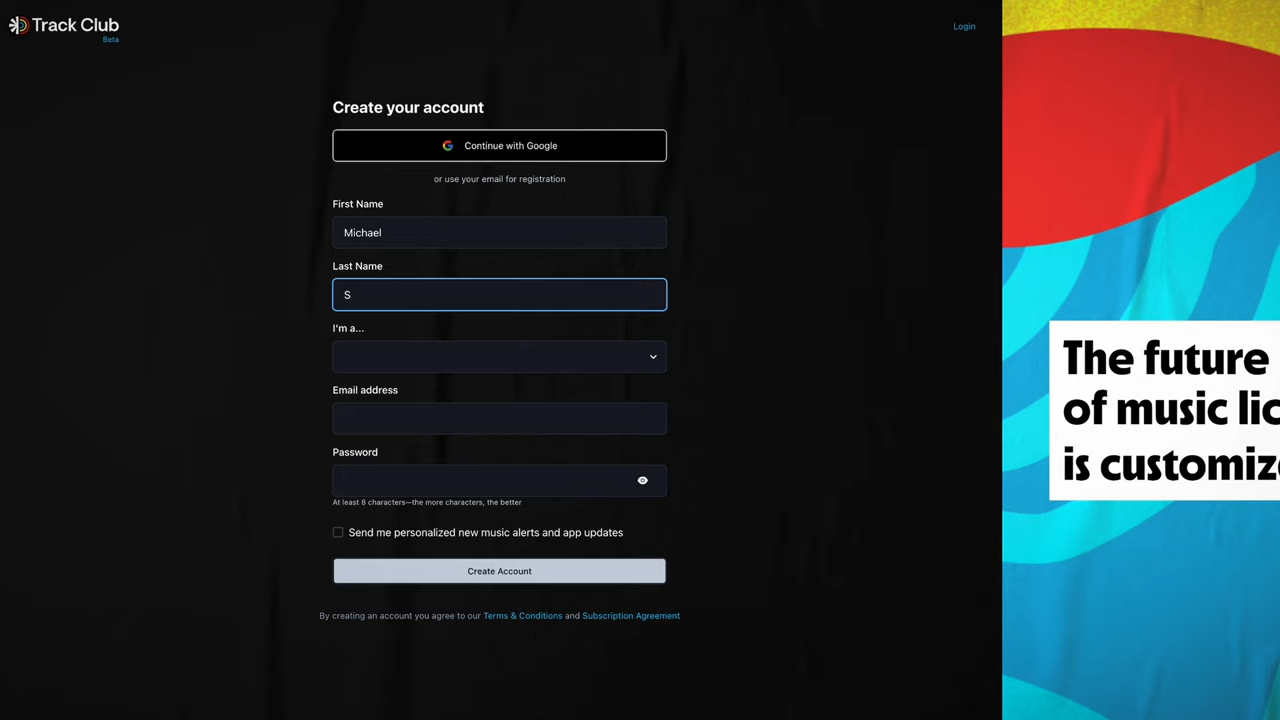 Track Club
Beta
Login
Create your account
Continue with Google
or use your email for registration
First Name
Michael
Last Name
S
I'm a...
Email address
Password
At least 8 characters—the more characters, the better
Send me personalized new music alerts and app updates
Create Account
By creating an account you agree to our Terms & Conditions and Subscription Agreement
The future
of music lic
is customiz